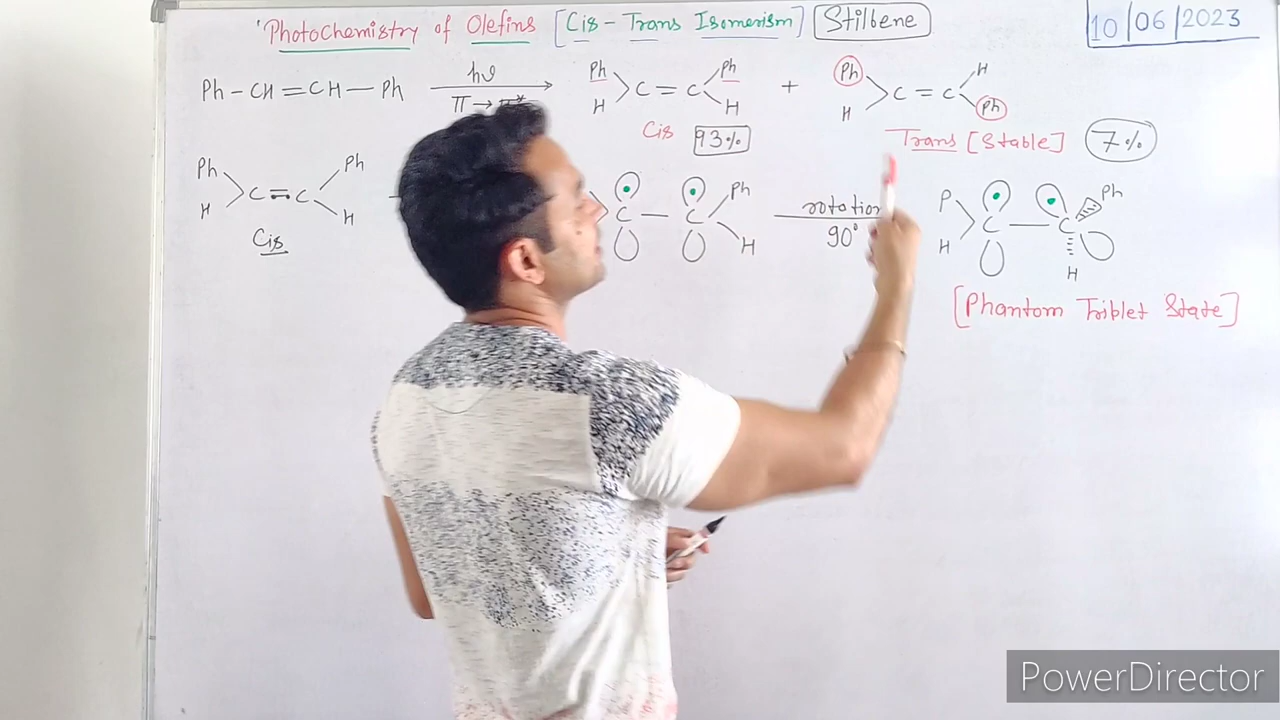 Photochemistry of Olefins [Cis - Trans Isomerism] Stilbene
10/06/2023
Ph - CH = CH - Ph
hν
π → π*
Ph Ph
H C = C H
Cis 93%
+
Ph H
H C = C Ph
Trans [Stable] 7%
Ph Ph
H C = C H
Cis
C - C Ph
H
rotation
90°
P
H C - C Ph
H
[Phantom Triblet State]
PowerDirector